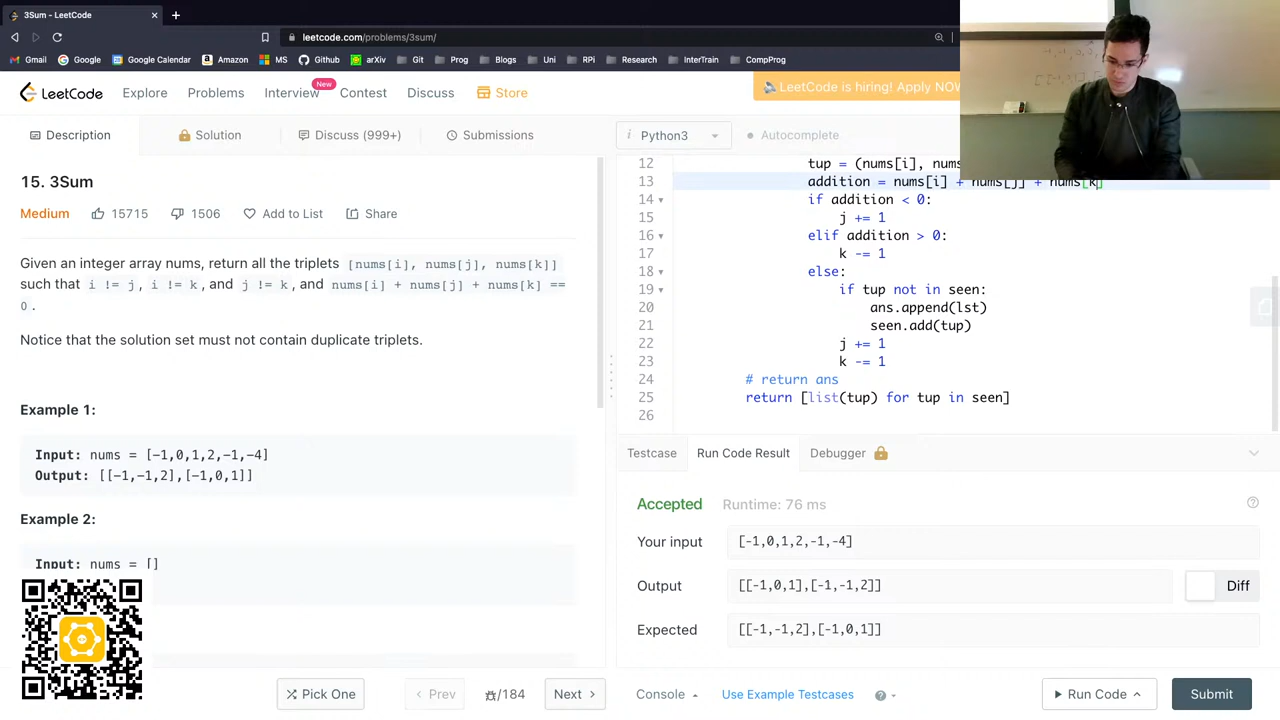 3Sum - LeetCode
leetcode.com/problems/3sum/
Gmail Google Google Calendar Amazon MS Github arXiv Git Prog Blogs Uni RPi Research InterTrain CompProg
LeetCode Explore Problems Interview New Contest Discuss Store
LeetCode is hiring! Apply NOW
Description Solution Discuss (999+) Submissions
i Python3 Autocomplete
15. 3Sum
Medium 15715 1506 Add to List Share
Given an integer array nums, return all the triplets [nums[i], nums[j], nums[k]]
such that i != j, i != k, and j != k, and nums[i] + nums[j] + nums[k] ==
0.
Notice that the solution set must not contain duplicate triplets.
Example 1:
Input: nums = [-1,0,1,2,-1,-4]
Output: [[-1,-1,2],[-1,0,1]]
Example 2:
Input: nums = []
12 tup = (nums[i], nums
13 addition = nums[i] + nums[j] + nums[k]
14 if addition < 0:
15 j += 1
16 elif addition > 0:
17 k -= 1
18 else:
19 if tup not in seen:
20 ans.append(lst)
21 seen.add(tup)
22 j += 1
23 k -= 1
24 # return ans
25 return [list(tup) for tup in seen]
26
Testcase Run Code Result Debugger
Accepted Runtime: 76 ms
Your input [-1,0,1,2,-1,-4]
Output [[-1,0,1],[-1,-1,2]] Diff
Expected [[-1,-1,2],[-1,0,1]]
Pick One Prev /184 Next
Console Use Example Testcases Run Code Submit